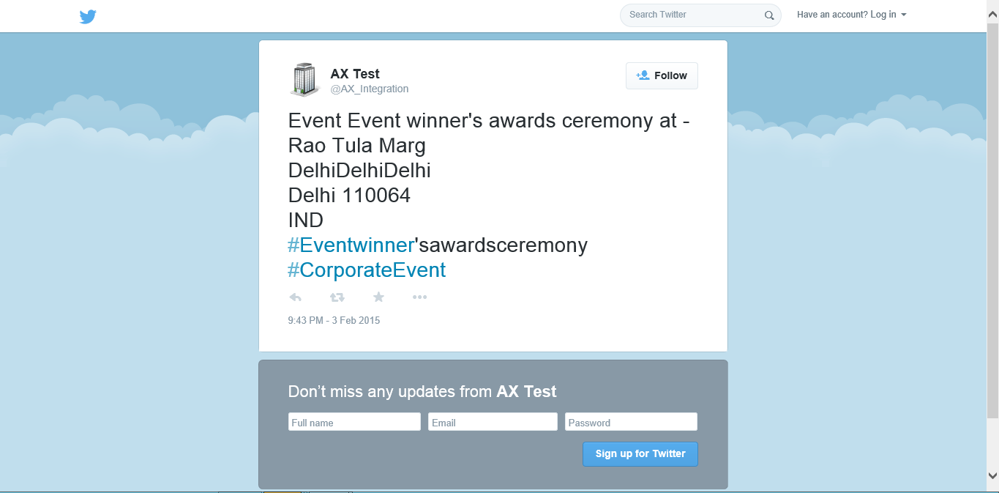 Search Twitter
Have an account? Log in
AX Test
@AX_Integration
Follow
Event Event winner's awards ceremony at -
Rao Tula Marg
DelhiDelhiDelhi
Delhi 110064
IND
#Eventwinner'sawardsceremony
#CorporateEvent
9:43 PM - 3 Feb 2015
Don’t miss any updates from AX Test
Full name
Email
Password
Sign up for Twitter